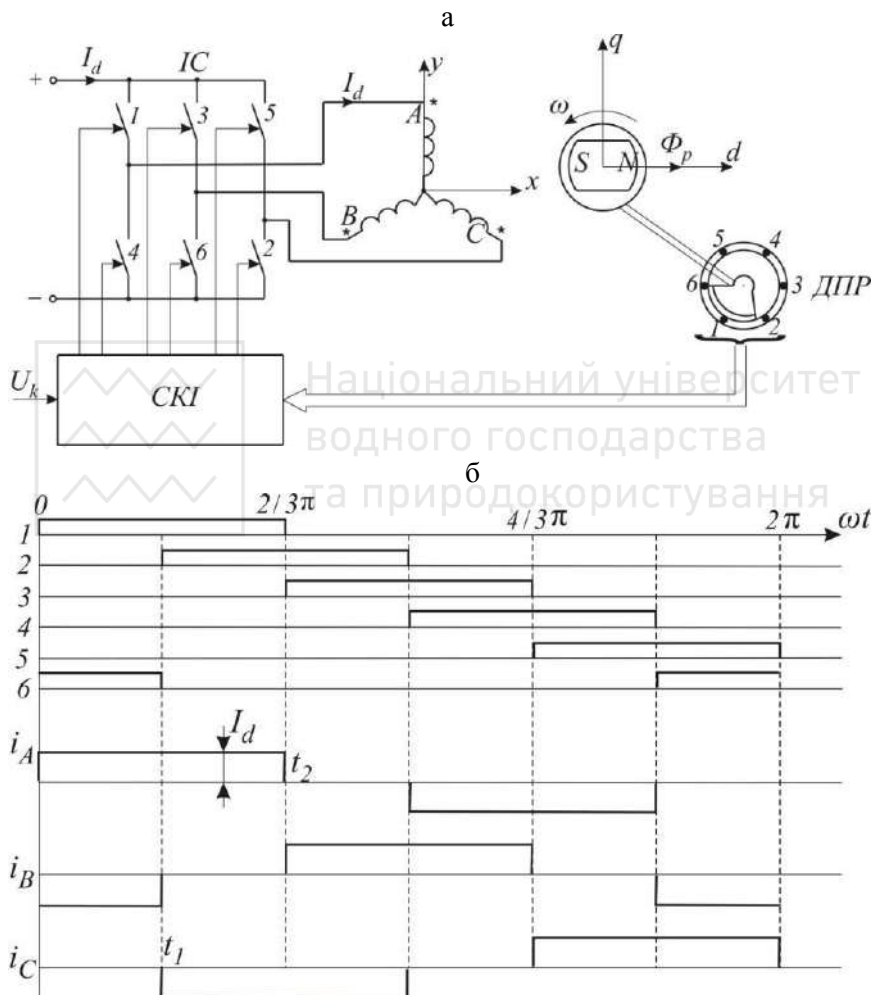 а
I_d
IC
+
1
3
5
4
6
2
−
I_d
y
A
*
x
B
*
C
*
q
ω
S
N
Φ_p
d
5
4
6
3
ДПР
1
2
U_k
СКІ
Національний університет
водного господарства
та природокористування
б
0
2/3π
4/3π
2π
ωt
1
2
3
4
5
6
i_A
I_d
t_2
i_B
i_C
t_1